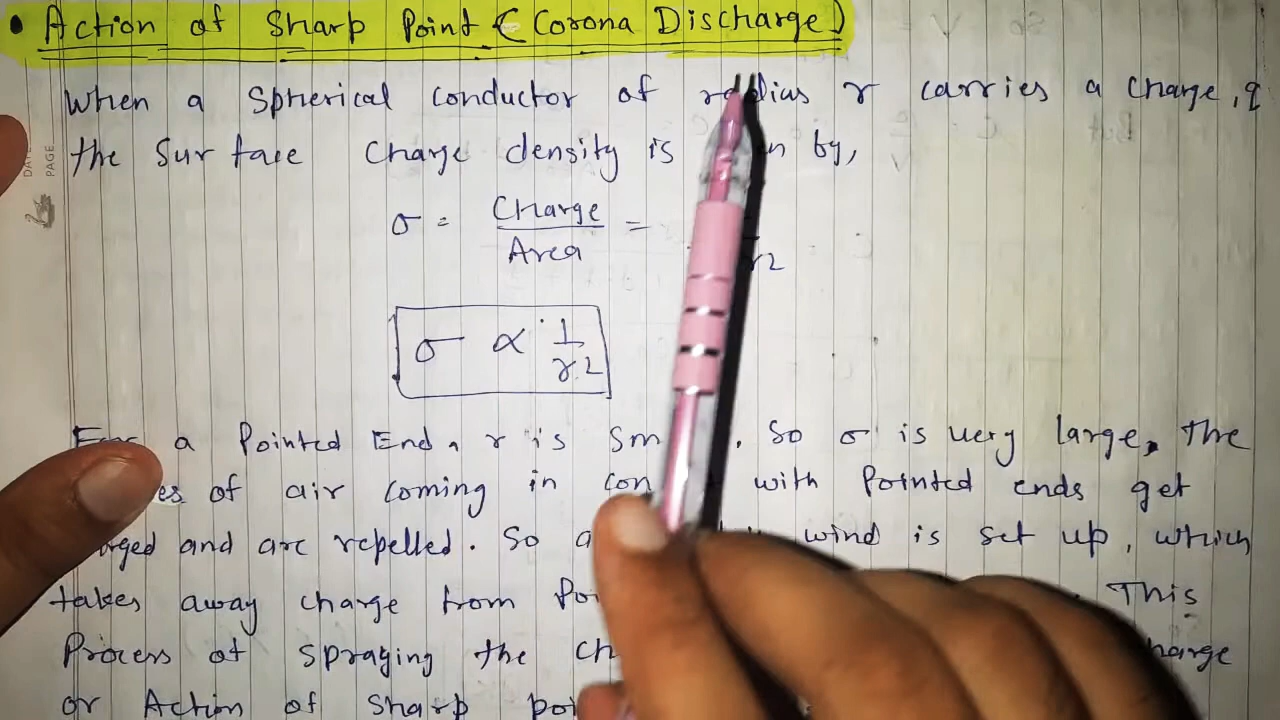 • Action of Sharp Point (Corona Discharge)
When a Spherical conductor of radius r carries a Charge, q
the Surface Charge density is by,
σ = Charge/Area =
σ ∝ 1/r2
a Pointed End, r is So σ is very large, The
of air coming in with Pointed ends get
and are repelled. So wind is set up, which
takes away charge from This
Process of spraying the
or Action of Sharp
PAGE